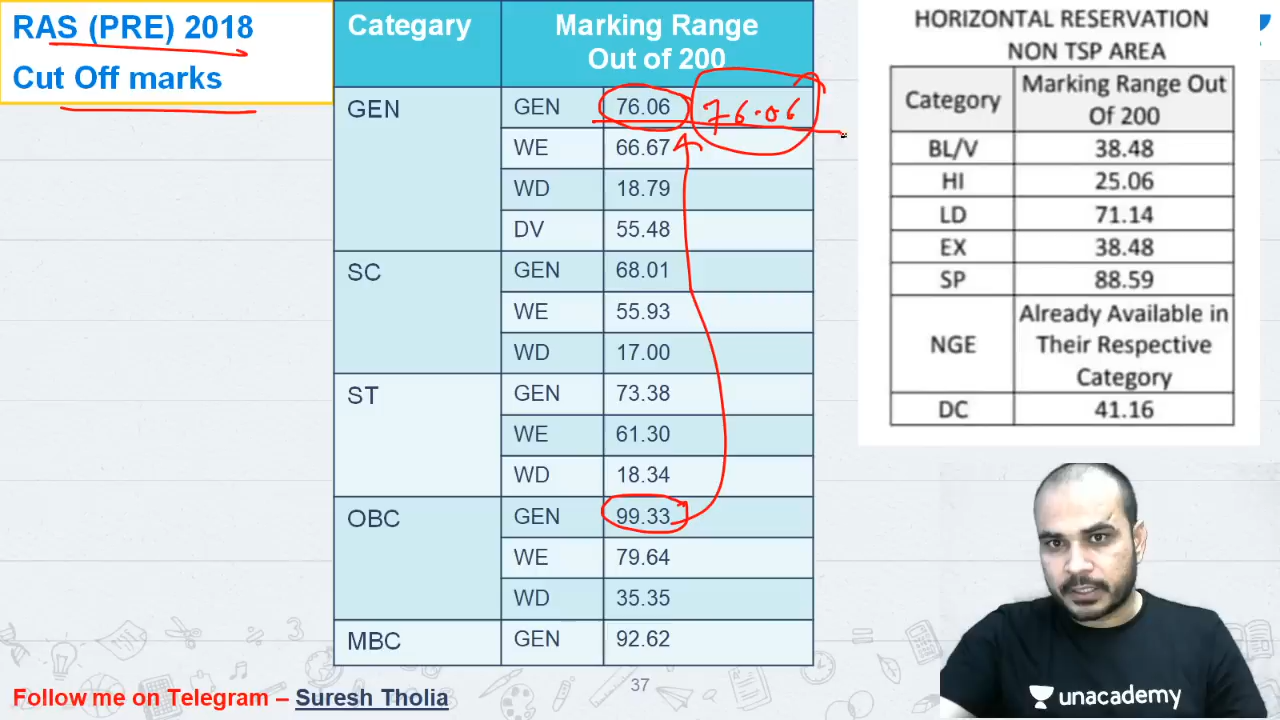 RAS (PRE) 2018
Cut Off marks
Categary Marking Range Out of 200
GEN GEN 76.06 76.06
WE 66.67
WD 18.79
DV 55.48
SC GEN 68.01
WE 55.93
WD 17.00
ST GEN 73.38
WE 61.30
WD 18.34
OBC GEN 99.33
WE 79.64
WD 35.35
MBC GEN 92.62
HORIZONTAL RESERVATION
NON TSP AREA
Category Marking Range Out Of 200
BL/V 38.48
HI 25.06
LD 71.14
EX 38.48
SP 88.59
NGE Already Available in Their Respective Category
DC 41.16
unacademy
37
Follow me on Telegram – Suresh Tholia